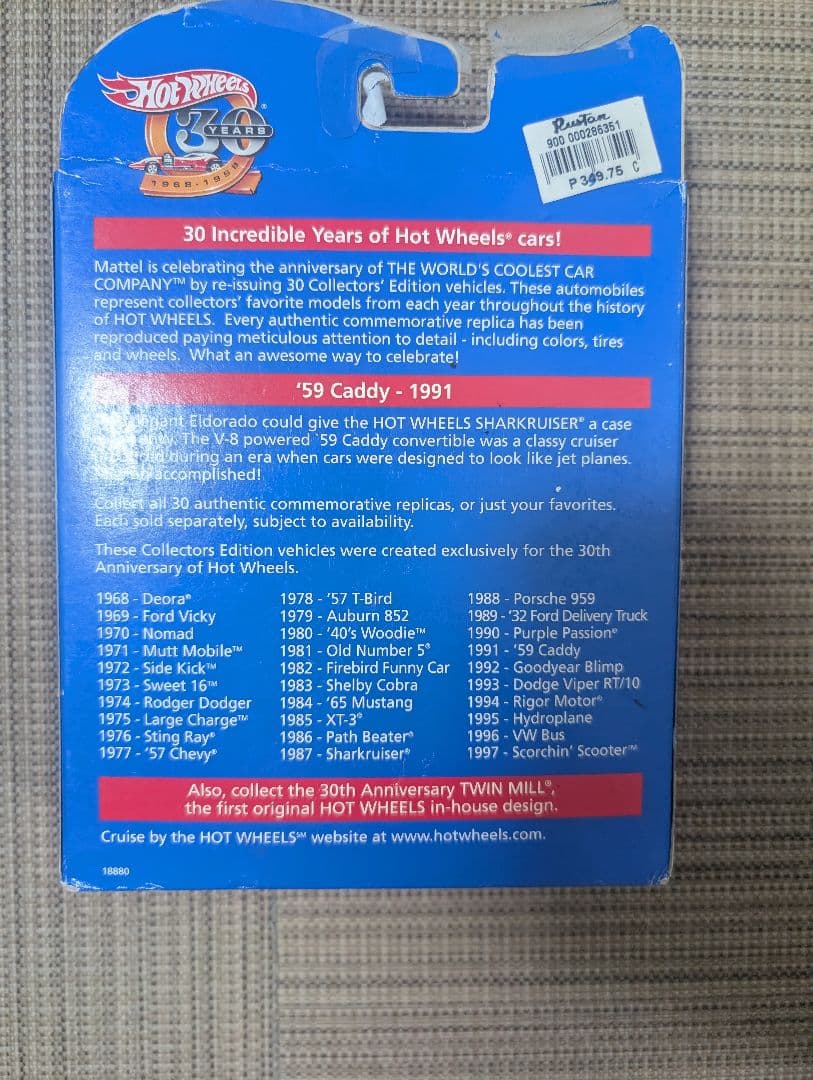 Hot Wheels®
30
YEARS
1968-1998
Rustan
900 000286351
P 349.75 C
30 Incredible Years of Hot Wheels® cars!
Mattel is celebrating the anniversary of THE WORLD'S COOLEST CAR
COMPANY™ by re-issuing 30 Collectors' Edition vehicles. These automobiles
represent collectors' favorite models from each year throughout the history
of HOT WHEELS. Every authentic commemorative replica has been
reproduced paying meticulous attention to detail - including colors, tires
and wheels. What an awesome way to celebrate!
'59 Caddy - 1991
Eldorado could give the HOT WHEELS SHARKRUISER® a case
The V-8 powered '59 Caddy convertible was a classy cruiser
during an era when cars were designed to look like jet planes.
accomplished!
Collect all 30 authentic commemorative replicas, or just your favorites.
Each sold separately, subject to availability.
These Collectors Edition vehicles were created exclusively for the 30th
Anniversary of Hot Wheels.
1968 - Deora®
1969 - Ford Vicky
1970 - Nomad
1971 - Mutt Mobile™
1972 - Side Kick™
1973 - Sweet 16™
1974 - Rodger Dodger
1975 - Large Charge™
1976 - Sting Ray®
1977 - '57 Chevy®
1978 - '57 T-Bird
1979 - Auburn 852
1980 - '40's Woodie™
1981 - Old Number 5®
1982 - Firebird Funny Car
1983 - Shelby Cobra
1984 - '65 Mustang
1985 - XT-3®
1986 - Path Beater®
1987 - Sharkruiser®
1988 - Porsche 959
1989 - '32 Ford Delivery Truck
1990 - Purple Passion®
1991 - '59 Caddy
1992 - Goodyear Blimp
1993 - Dodge Viper RT/10
1994 - Rigor Motor®
1995 - Hydroplane
1996 - VW Bus
1997 - Scorchin' Scooter™
Also, collect the 30th Anniversary TWIN MILL®,
the first original HOT WHEELS in-house design.
Cruise by the HOT WHEELS℠ website at www.hotwheels.com.
18880